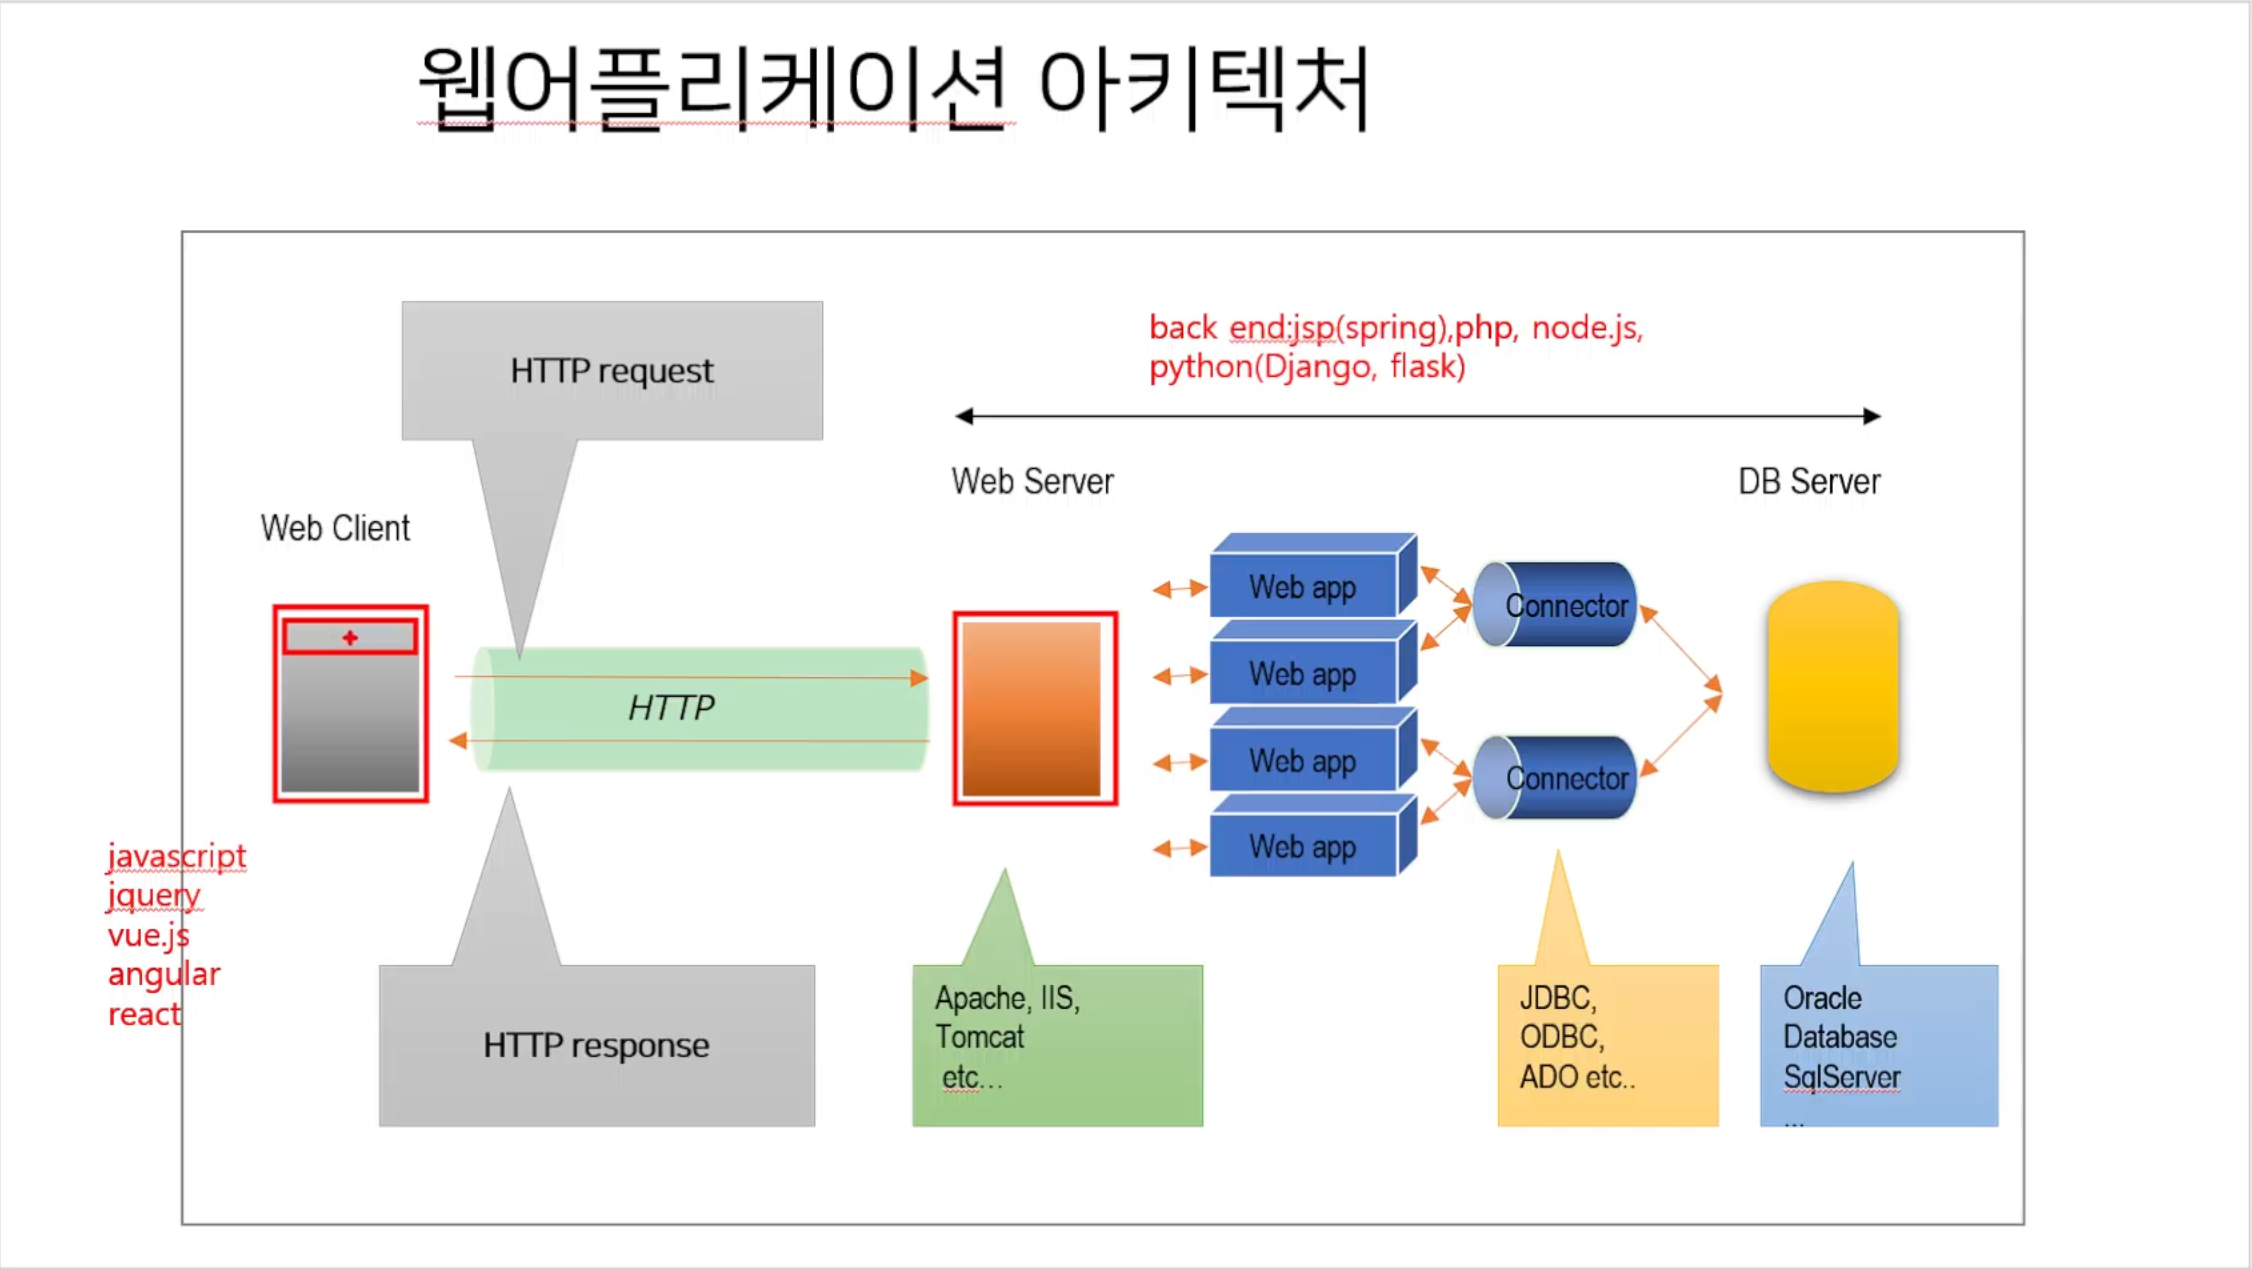 웹어플리케이션 아키텍처
HTTP request
back end:jsp(spring),php, node.js,
python(Django, flask)
Web Server
DB Server
Web Client
Web app
Connector
Web app
HTTP
Web app
Connector
Web app
javascript
jquery
vue.js
angular
react
HTTP response
Apache, IIS,
Tomcat
etc...
JDBC,
ODBC,
ADO etc..
Oracle
Database
SqlServer
...